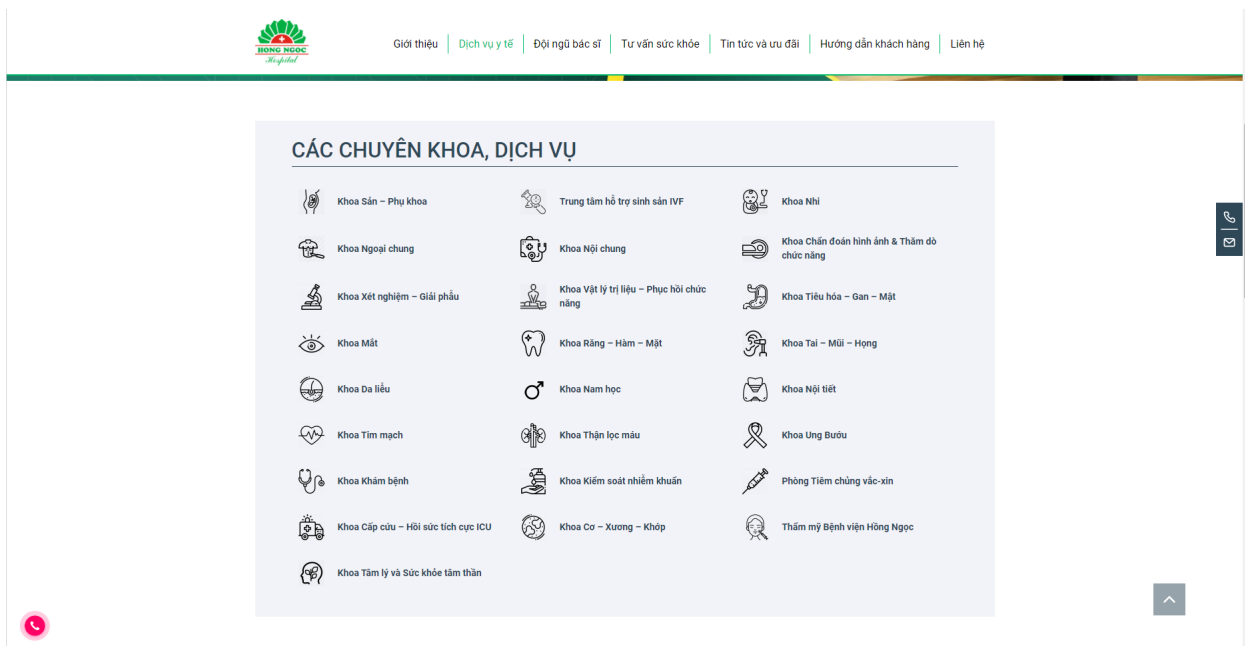 HONG NGOC
Hospital
Giới thiệu
Dịch vụ y tế
Đội ngũ bác sĩ
Tư vấn sức khỏe
Tin tức và ưu đãi
Hướng dẫn khách hàng
Liên hệ
CÁC CHUYÊN KHOA, DỊCH VỤ
Khoa Sản – Phụ khoa
Trung tâm hỗ trợ sinh sản IVF
Khoa Nhi
Khoa Ngoại chung
Khoa Nội chung
Khoa Chẩn đoán hình ảnh & Thăm dò
chức năng
Khoa Xét nghiệm – Giải phẫu
Khoa Vật lý trị liệu – Phục hồi chức
năng
Khoa Tiêu hóa – Gan – Mật
Khoa Mắt
Khoa Răng – Hàm – Mặt
Khoa Tai – Mũi – Họng
Khoa Da liễu
Khoa Nam học
Khoa Nội tiết
Khoa Tim mạch
Khoa Thận lọc máu
Khoa Ung Bướu
Khoa Khám bệnh
Khoa Kiểm soát nhiễm khuẩn
Phòng Tiêm chủng vắc-xin
Khoa Cấp cứu – Hồi sức tích cực ICU
Khoa Cơ – Xương – Khớp
Thẩm mỹ Bệnh viện Hồng Ngọc
Khoa Tâm lý và Sức khỏe tâm thần